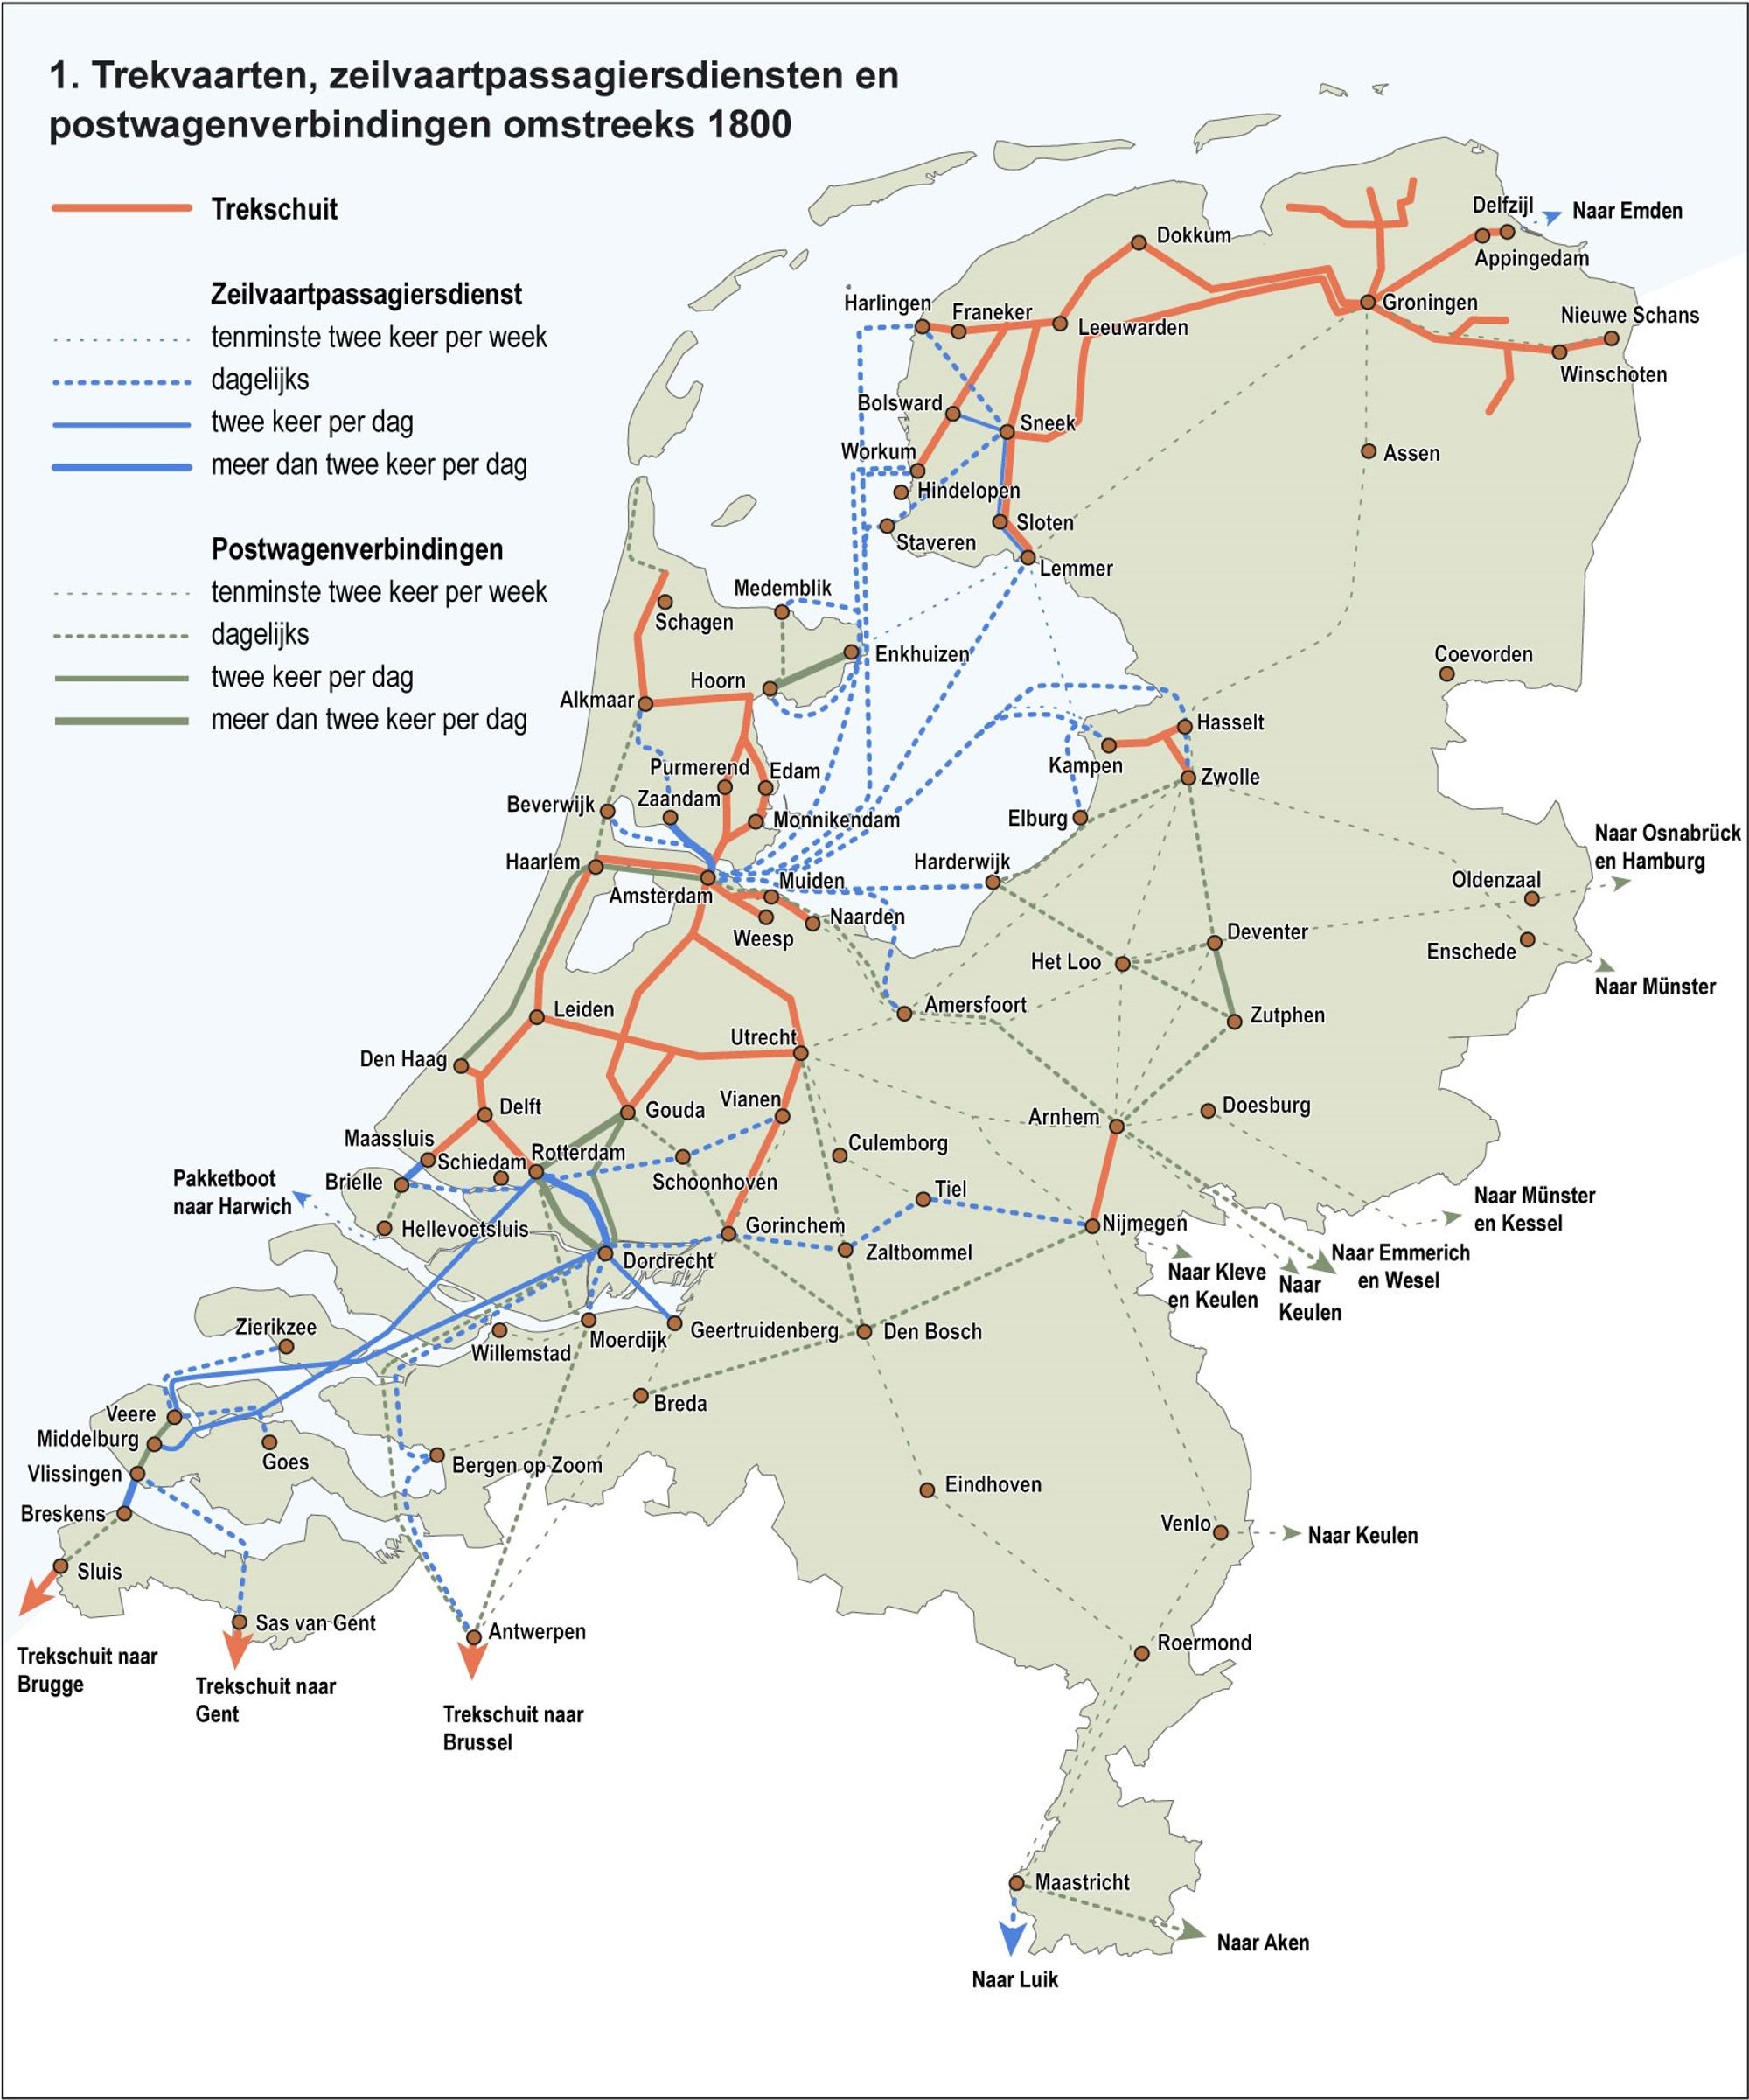 1. Trekvaarten, zeilvaartpassagiersdiensten en
postwagenverbindingen omstreeks 1800
Trekschuit
Zeilvaartpassagiersdienst
tenminste twee keer per week
dagelijks
twee keer per dag
meer dan twee keer per dag
Postwagenverbindingen
tenminste twee keer per week
dagelijks
twee keer per dag
meer dan twee keer per dag
Delfzijl
Naar Emden
Dokkum
Appingedam
Harlingen
Franeker
Leeuwarden
Groningen
Nieuwe Schans
Winschoten
Bolsward
Sneek
Workum
Assen
Hindelopen
Sloten
Staveren
Lemmer
Medemblik
Schagen
Enkhuizen
Coevorden
Hoorn
Alkmaar
Hasselt
Kampen
Purmerend
Edam
Zwolle
Zaandam
Beverwijk
Monnikendam
Elburg
Naar Osnabrück
en Hamburg
Haarlem
Harderwijk
Muiden
Oldenzaal
Amsterdam
Naarden
Weesp
Deventer
Enschede
Het Loo
Naar Münster
Leiden
Amersfoort
Zutphen
Utrecht
Den Haag
Delft
Gouda
Vianen
Arnhem
Doesburg
Maassluis
Culemborg
Schiedam
Rotterdam
Pakketboot
naar Harwich
Brielle
Schoonhoven
Tiel
Naar Münster
en Kessel
Hellevoetsluis
Gorinchem
Nijmegen
Zaltbommel
Dordrecht
Naar Emmerich
en Wesel
Naar Kleve
en Keulen
Naar
Keulen
Zierikzee
Moerdijk
Geertruidenberg
Den Bosch
Willemstad
Breda
Veere
Middelburg
Goes
Vlissingen
Bergen op Zoom
Eindhoven
Breskens
Venlo
Naar Keulen
Sluis
Sas van Gent
Antwerpen
Roermond
Trekschuit naar
Brugge
Trekschuit naar
Gent
Trekschuit naar
Brussel
Maastricht
Naar Aken
Naar Luik